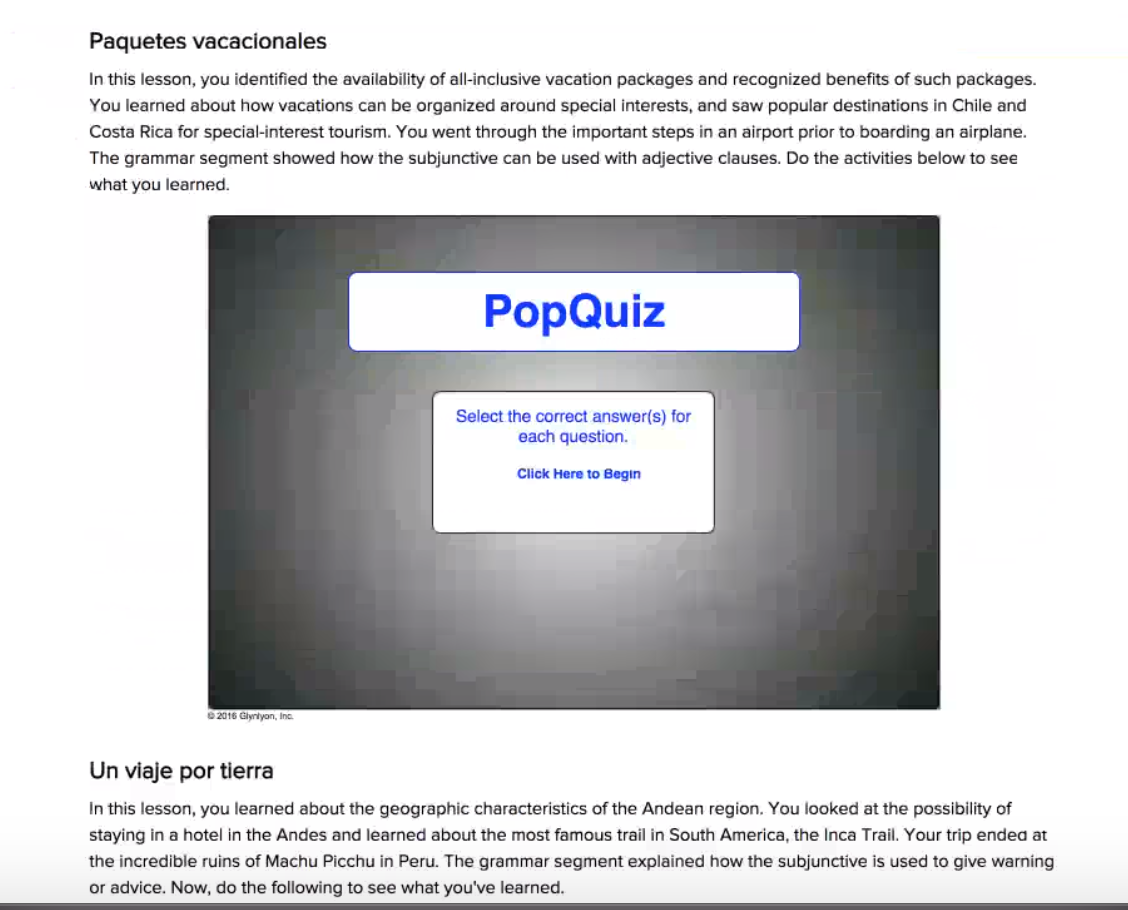 Paquetes vacacionales
In this lesson, you identified the availability of all-inclusive vacation packages and recognized benefits of such packages.
You learned about how vacations can be organized around special interests, and saw popular destinations in Chile and
Costa Rica for special-interest tourism. You went through the important steps in an airport prior to boarding an airplane.
The grammar segment showed how the subjunctive can be used with adjective clauses. Do the activities below to see
what you learned.
PopQuiz
Select the correct answer(s) for
each question.
Click Here to Begin
© 2016 Glynlyon, Inc.
Un viaje por tierra
In this lesson, you learned about the geographic characteristics of the Andean region. You looked at the possibility of
staying in a hotel in the Andes and learned about the most famous trail in South America, the Inca Trail. Your trip ended at
the incredible ruins of Machu Picchu in Peru. The grammar segment explained how the subjunctive is used to give warning
or advice. Now, do the following to see what you've learned.